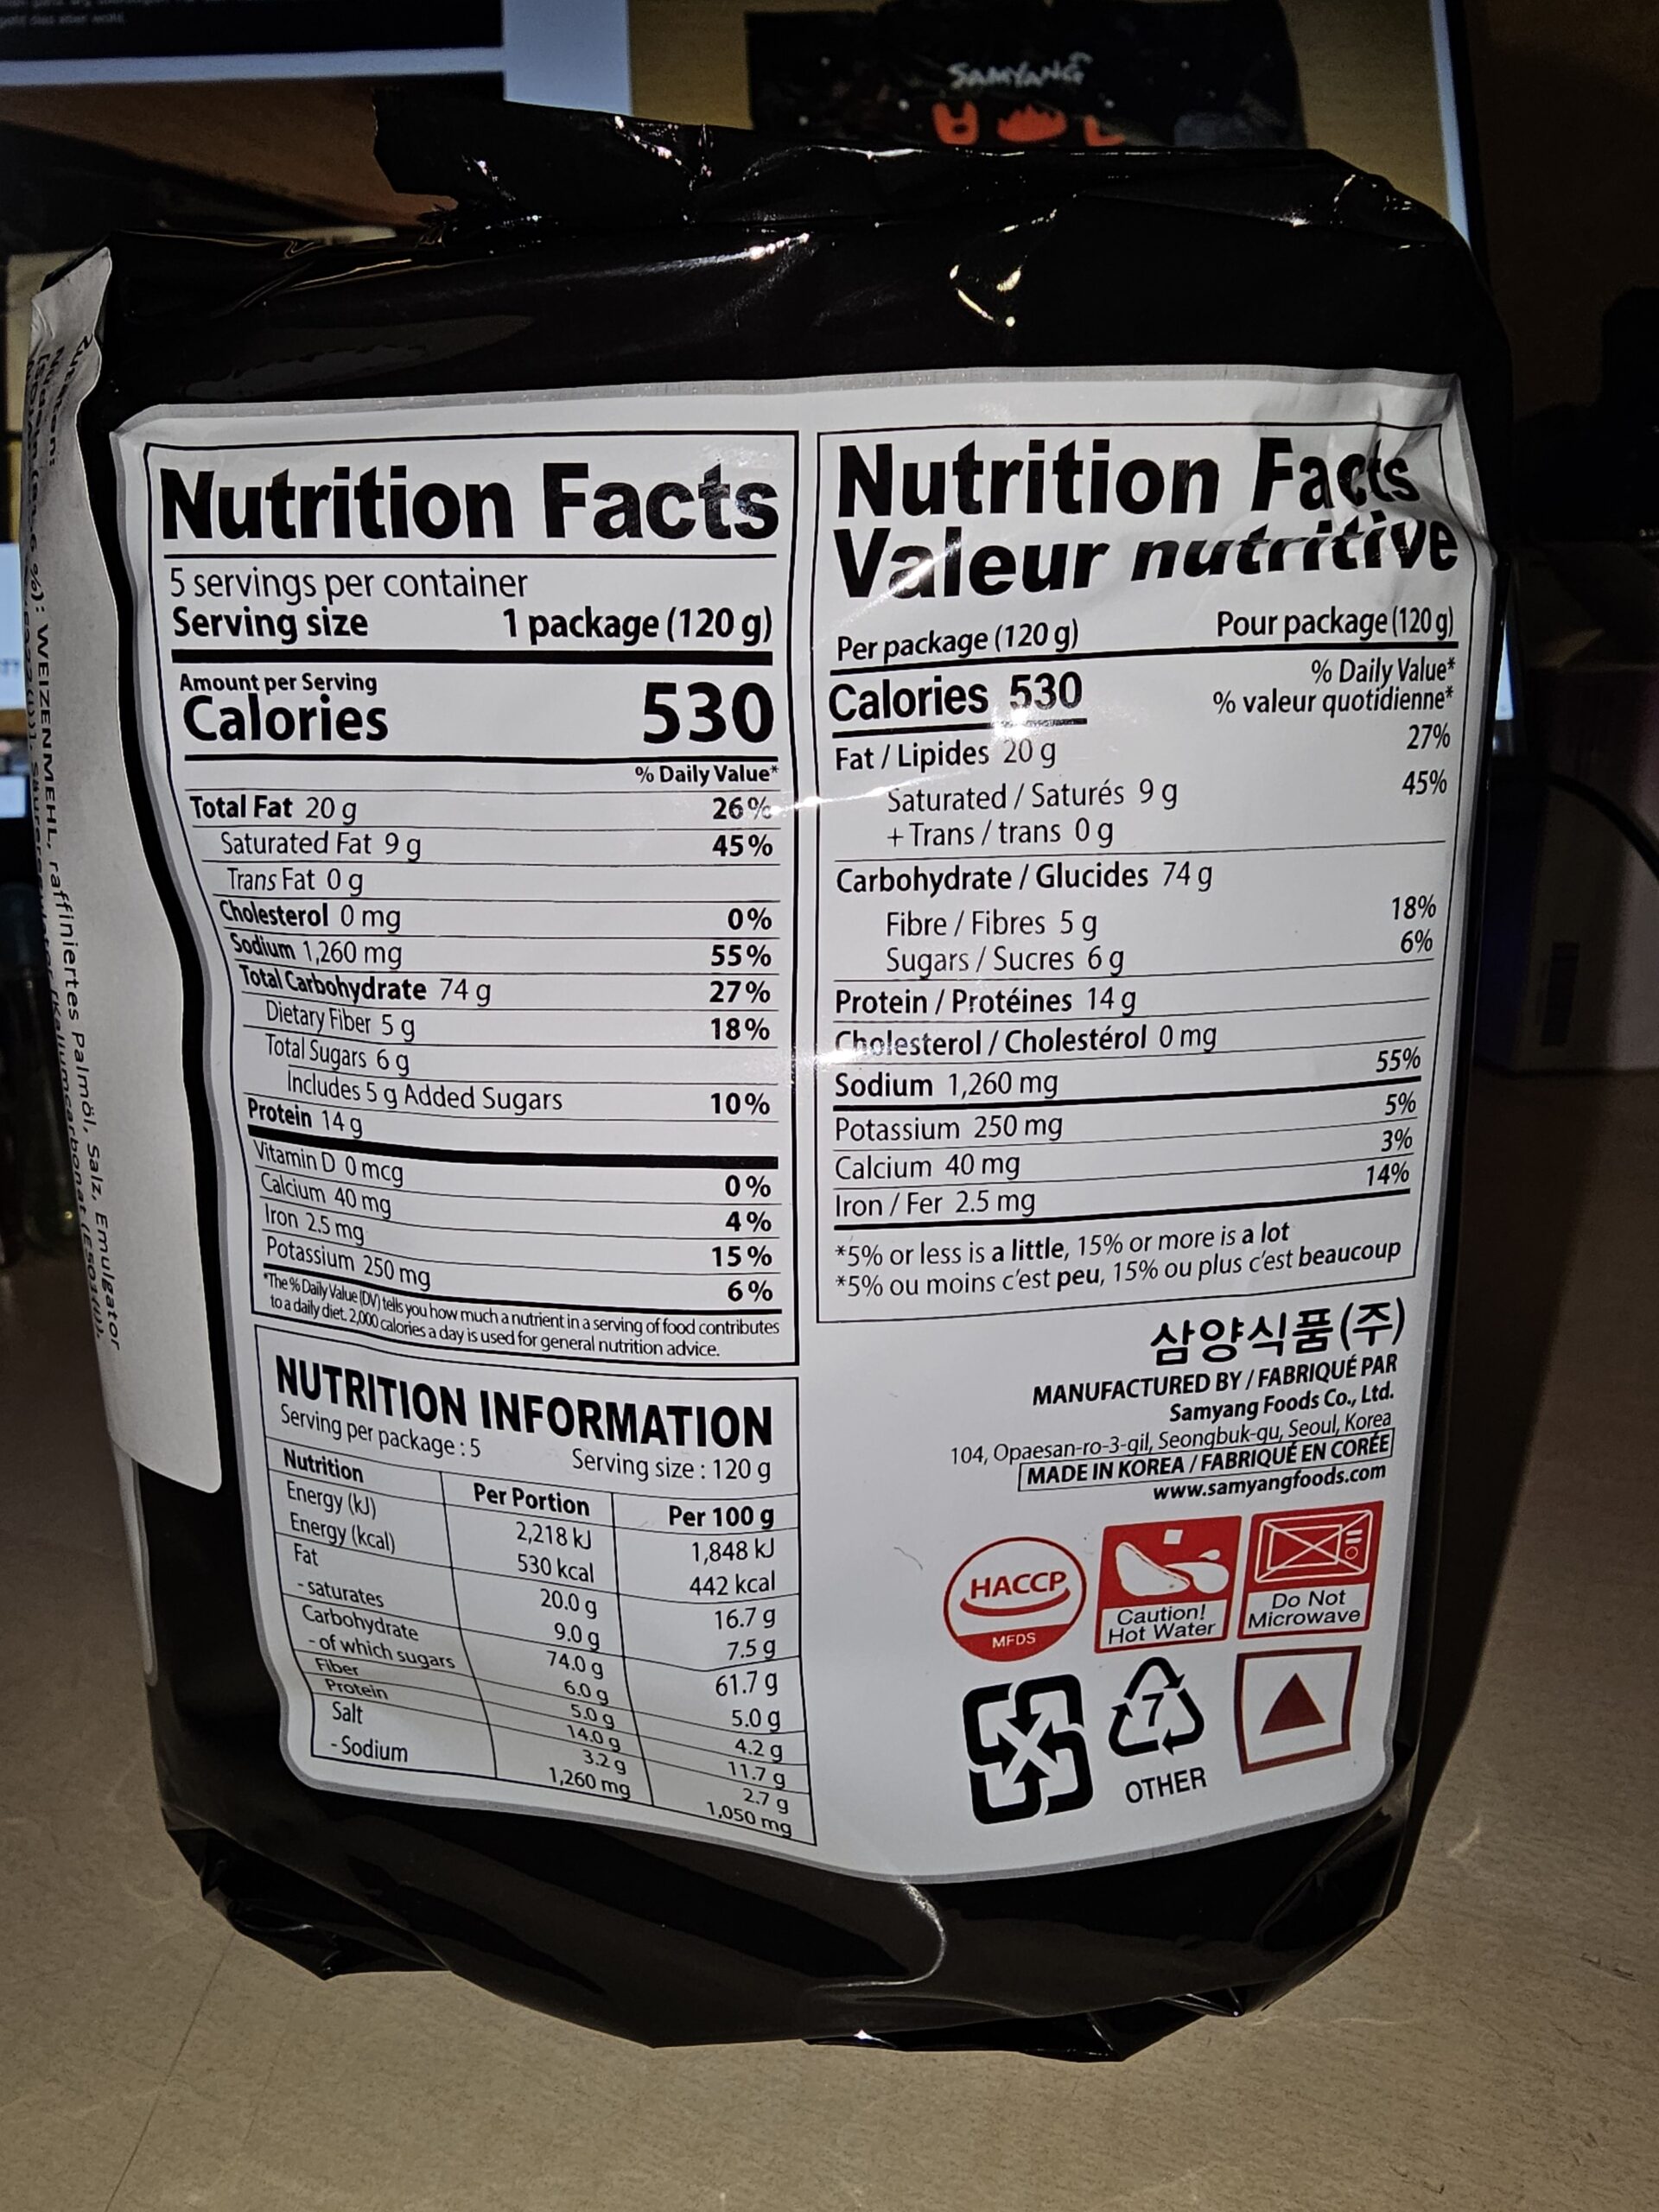 SAMYANG
Nutrition Facts
5 servings per container
Serving size 1 package (120 g)
Amount per Serving
Calories 530
% Daily Value*
Total Fat 20 g 26%
Saturated Fat 9 g 45%
Trans Fat 0 g
Cholesterol 0 mg 0%
Sodium 1,260 mg 55%
Total Carbohydrate 74 g 27%
Dietary Fiber 5 g 18%
Total Sugars 6 g
Includes 5 g Added Sugars 10%
Protein 14 g
Vitamin D 0 mcg 0%
Calcium 40 mg 4%
Iron 2.5 mg 15%
Potassium 250 mg 6%
*The % Daily Value (DV) tells you how much a nutrient in a serving of food contributes
to a daily diet. 2,000 calories a day is used for general nutrition advice.
NUTRITION INFORMATION
Serving per package : 5 Serving size : 120 g
Nutrition Per Portion Per 100 g
Energy (kJ) 2,218 kJ 1,848 kJ
Energy (kcal) 530 kcal 442 kcal
Fat 20.0 g 16.7 g
- saturates 9.0 g 7.5 g
Carbohydrate 74.0 g 61.7 g
- of which sugars 6.0 g 5.0 g
Fiber 5.0 g 4.2 g
Protein 14.0 g 11.7 g
Salt 3.2 g 2.7 g
- Sodium 1,260 mg 1,050 mg
Nutrition Facts
Valeur nutritive
Per package (120 g) Pour package (120 g)
Calories 530 % Daily Value*
% valeur quotidienne*
Fat / Lipides 20 g 27%
Saturated / Saturés 9 g 45%
+ Trans / trans 0 g
Carbohydrate / Glucides 74 g
Fibre / Fibres 5 g 18%
Sugars / Sucres 6 g 6%
Protein / Protéines 14 g
Cholesterol / Cholestérol 0 mg
Sodium 1,260 mg 55%
Potassium 250 mg 5%
Calcium 40 mg 3%
Iron / Fer 2.5 mg 14%
*5% or less is a little, 15% or more is a lot
*5% ou moins c'est peu, 15% ou plus c'est beaucoup
삼양식품(주)
MANUFACTURED BY / FABRIQUÉ PAR
Samyang Foods Co., Ltd.
104, Opaesan-ro-3-gil, Seongbuk-gu, Seoul, Korea
MADE IN KOREA / FABRIQUÉ EN CORÉE
www.samyangfoods.com
HACCP
MFDS
Caution!
Hot Water
Do Not
Microwave
7
OTHER
WEIZENMEHL, raffiniertes Palmöl, Salz, Emulgator